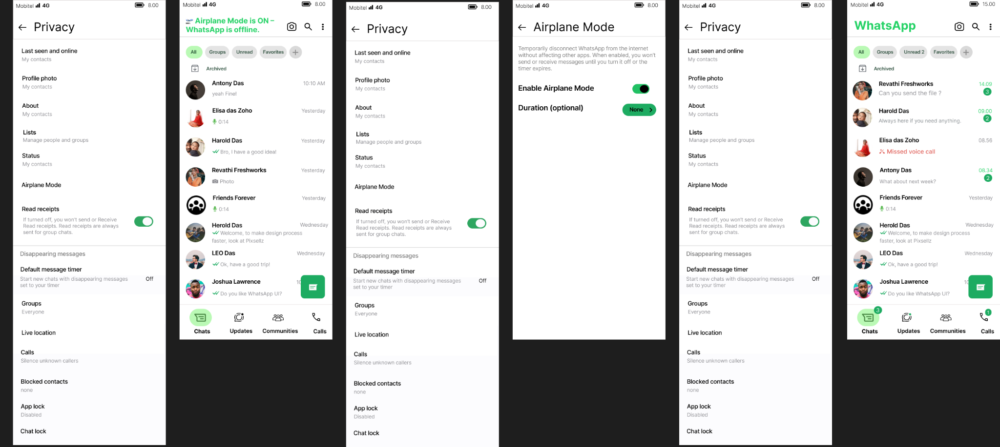 Mobitel 4G 8.00
Privacy
Last seen and online
My contacts
Profile photo
My contacts
About
My contacts
Lists
Manage people and groups
Status
My contacts
Airplane Mode
Read receipts
If turned off, you won't send or Receive
Read receipts. Read receipts are always
sent for group chats.
Disappearing messages
Default message timer
Start new chats with disappearing messages
set to your timer
Off
Groups
Everyone
Live location
Calls
Silence unknown callers
Blocked contacts
none
App lock
Disabled
Chat lock
Mobitel 4G 8.00
Airplane Mode is ON –
WhatsApp is offline.
All Groups Unread Favorites
Archived
Antony Das 10:10 AM
yeah Fine!
Elisa das Zoho Yesterday
0:14
Harold Das Yesterday
Bro, I have a good idea!
Revathi Freshworks Yesterday
Photo
Friends Forever Yesterday
0:14
Herold Das Wednesday
Welcome, to make design process
faster, look at Pixsellz
LEO Das Wednesday
Ok, have a good trip!
Joshua Lawrence 10
Do you like WhatsApp UI?
Chats Updates Communities Calls
Mobitel 4G 8.00
Privacy
Last seen and online
My contacts
Profile photo
My contacts
About
My contacts
Lists
Manage people and groups
Status
My contacts
Airplane Mode
Read receipts
If turned off, you won't send or Receive
Read receipts. Read receipts are always
sent for group chats.
Disappearing messages
Default message timer
Start new chats with disappearing messages
set to your timer
Off
Groups
Everyone
Live location
Calls
Silence unknown callers
Blocked contacts
none
App lock
Disabled
Chat lock
Mobitel 4G 8.00
Airplane Mode
Temporarily disconnect WhatsApp from the internet
without affecting other apps. When enabled, you won't
send or receive messages until you turn it off or the
timer expires.
Enable Airplane Mode
Duration (optional) None
Mobitel 4G 8.00
Privacy
Last seen and online
My contacts
Profile photo
My contacts
About
My contacts
Lists
Manage people and groups
Status
My contacts
Airplane Mode
Read receipts
If turned off, you won't send or Receive
Read receipts. Read receipts are always
sent for group chats.
Disappearing messages
Default message timer
Start new chats with disappearing messages
set to your timer
Off
Groups
Everyone
Live location
Calls
Silence unknown callers
Blocked contacts
none
App lock
Disabled
Chat lock
Mobitel 4G 15.00
WhatsApp
All Groups Unread 2 Favorites
Archived
Revathi Freshworks 14.09
Can you send the file ? 3
Harold Das 09.00
Always here if you need anything. 2
Elisa das Zoho 08.56
Missed voice call
Antony Das 08.34
What about next week? 2
Friends Forever Yesterday
0:14
Herold Das Wednesday
Welcome, to make design process
faster, look at Pixsellz
LEO Das Wednesday
Ok, have a good trip!
Joshua Lawrence 10
Do you like WhatsApp UI?
3 1
Chats Updates Communities Calls